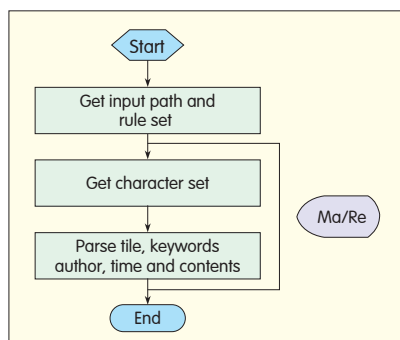 Start
Get input path and
rule set
Get character set
Ma/Re
Parse tile, keywords
author, time and contents
End